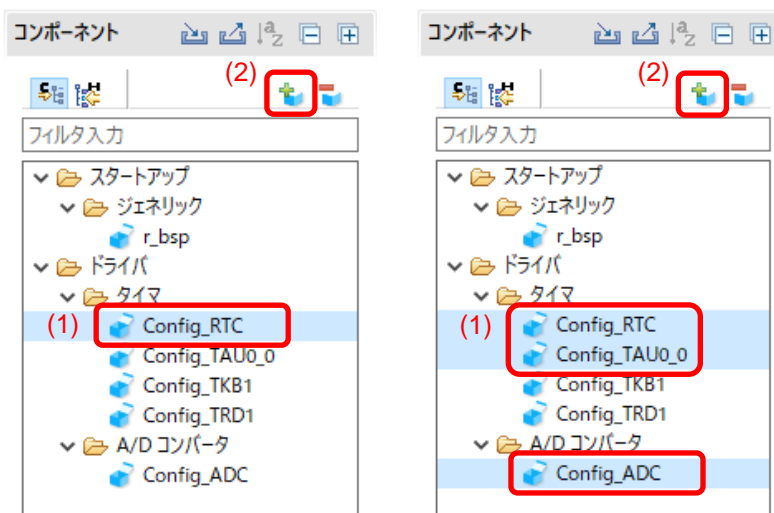 コンポーネント
(2)
フィルタ入力
スタートアップ
ジェネリック
r_bsp
ドライバ
タイマ
(1) Config_RTC
Config_TAU0_0
Config_TKB1
Config_TRD1
A/D コンバータ
Config_ADC
コンポーネント
(2)
フィルタ入力
スタートアップ
ジェネリック
r_bsp
ドライバ
タイマ
(1) Config_RTC
Config_TAU0_0
Config_TKB1
Config_TRD1
A/D コンバータ
Config_ADC